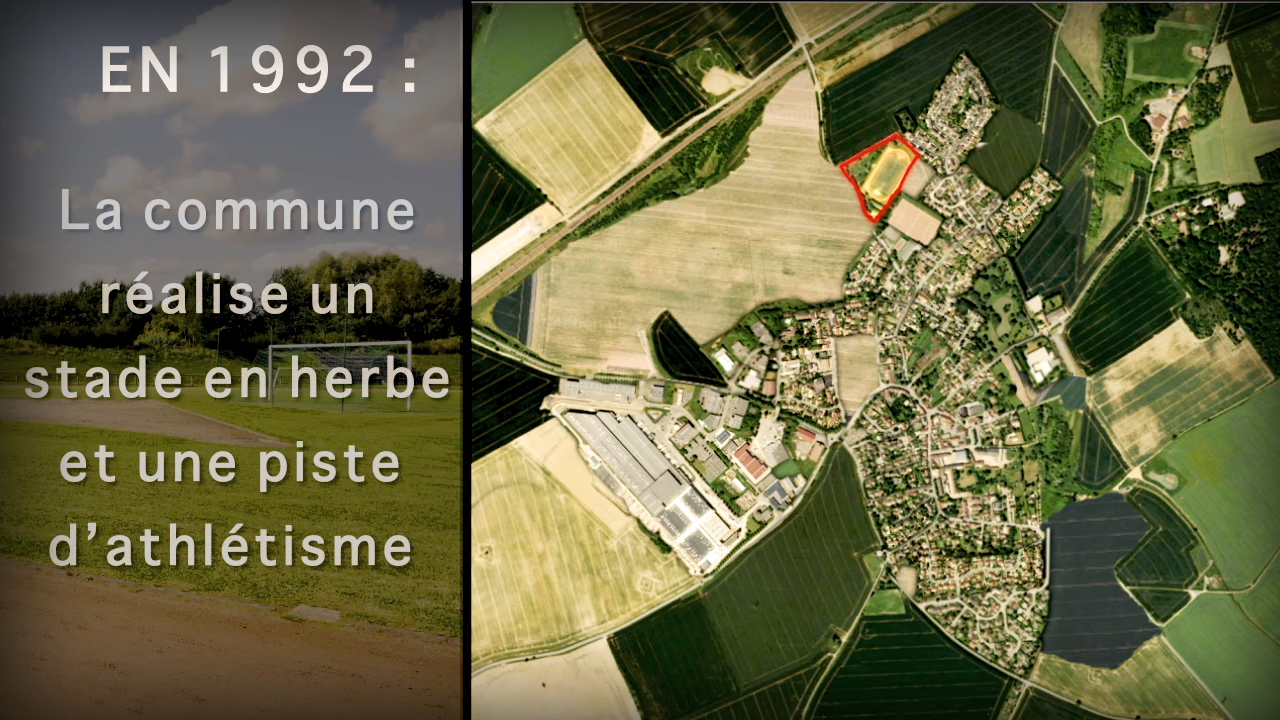 EN 1992 :
La commune
réalise un
stade en herbe
et une piste
d’athlétisme